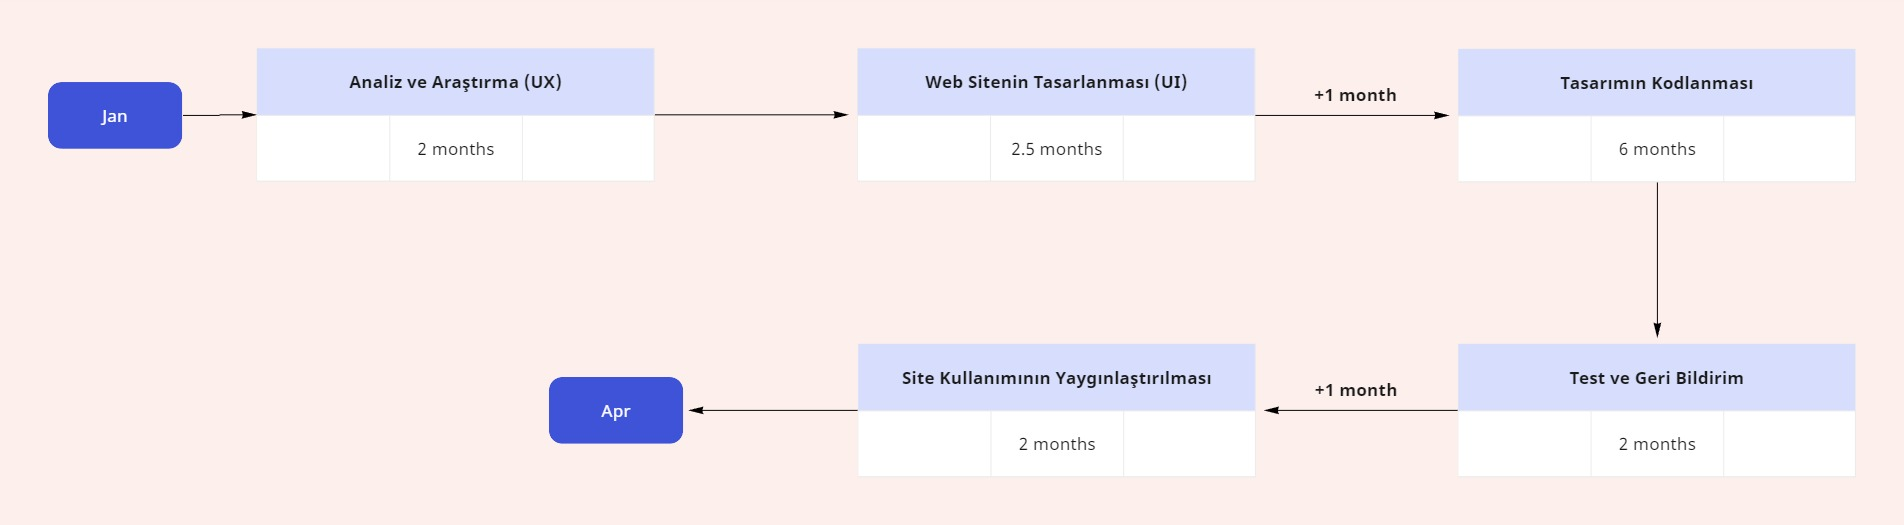 Jan
Analiz ve Araştırma (UX)
2 months
Web Sitenin Tasarlanması (UI)
2.5 months
+1 month
Tasarımın Kodlanması
6 months
Test ve Geri Bildirim
2 months
+1 month
Site Kullanımının Yaygınlaştırılması
2 months
Apr